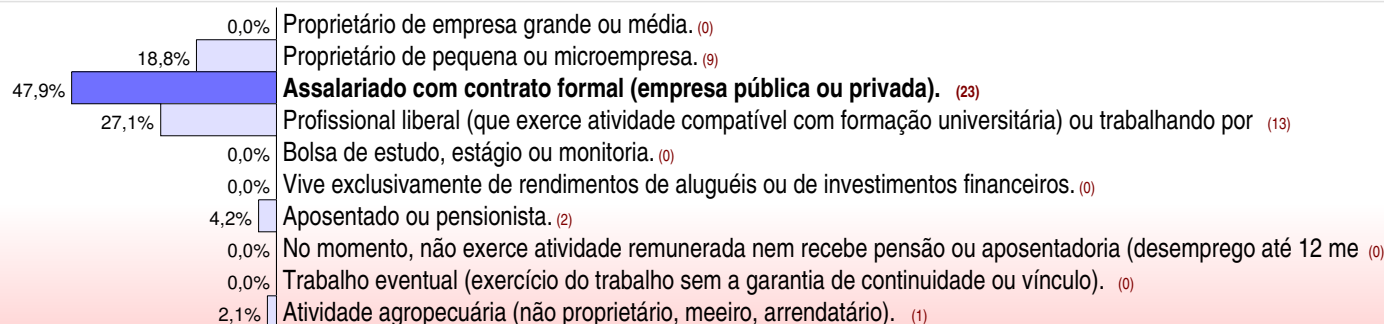 0,0% Proprietário de empresa grande ou média. (0)
18,8% Proprietário de pequena ou microempresa. (9)
47,9% Assalariado com contrato formal (empresa pública ou privada). (23)
27,1% Profissional liberal (que exerce atividade compatível com formação universitária) ou trabalhando por (13)
0,0% Bolsa de estudo, estágio ou monitoria. (0)
0,0% Vive exclusivamente de rendimentos de aluguéis ou de investimentos financeiros. (0)
4,2% Aposentado ou pensionista. (2)
0,0% No momento, não exerce atividade remunerada nem recebe pensão ou aposentadoria (desemprego até 12 me (0)
0,0% Trabalho eventual (exercício do trabalho sem a garantia de continuidade ou vínculo). (0)
2,1% Atividade agropecuária (não proprietário, meeiro, arrendatário). (1)